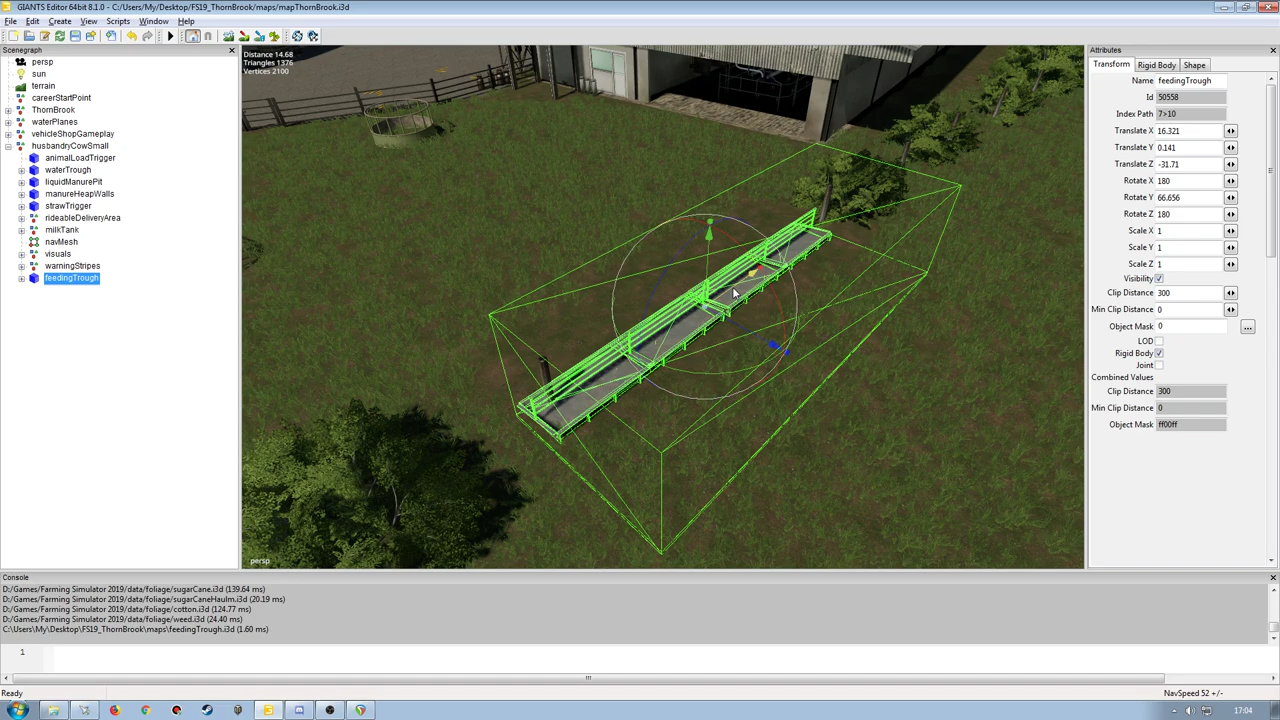 GIANTS Editor 64bit 8.1.0 - C:/Users/My/Desktop/FS19_ThornBrook/maps/mapThornBrook.i3d
File Edit Create View Scripts Window Help
Scenegraph
persp
sun
terrain
careerStartPoint
ThornBrook
waterPlanes
vehicleShopGameplay
husbandryCowSmall
animalLoadTrigger
waterTrough
liquidManurePit
manureHeapWalls
strawTrigger
rideableDeliveryArea
milkTank
navMesh
visuals
warningStripes
feedingTrough
Distance 14.68
Triangles 1376
Vertices 2100
persp
Attributes
Transform Rigid Body Shape
Name feedingTrough
Id 50558
Index Path 7>10
Translate X 16.321
Translate Y 0.141
Translate Z -31.71
Rotate X 180
Rotate Y 66.656
Rotate Z 180
Scale X 1
Scale Y 1
Scale Z 1
Visibility
Clip Distance 300
Min Clip Distance 0
Object Mask 0 ...
LOD
Rigid Body
Joint
Combined Values
Clip Distance 300
Min Clip Distance 0
Object Mask ff00ff
Console
D:/Games/Farming Simulator 2019/data/foliage/sugarCane.i3d (139.64 ms)
D:/Games/Farming Simulator 2019/data/foliage/sugarCaneHaulm.i3d (20.19 ms)
D:/Games/Farming Simulator 2019/data/foliage/cotton.i3d (124.77 ms)
D:/Games/Farming Simulator 2019/data/foliage/weed.i3d (24.40 ms)
C:\Users\My\Desktop\FS19_ThornBrook\maps\feedingTrough.i3d (1.60 ms)
1
Ready
NavSpeed 52 +/-
17:04